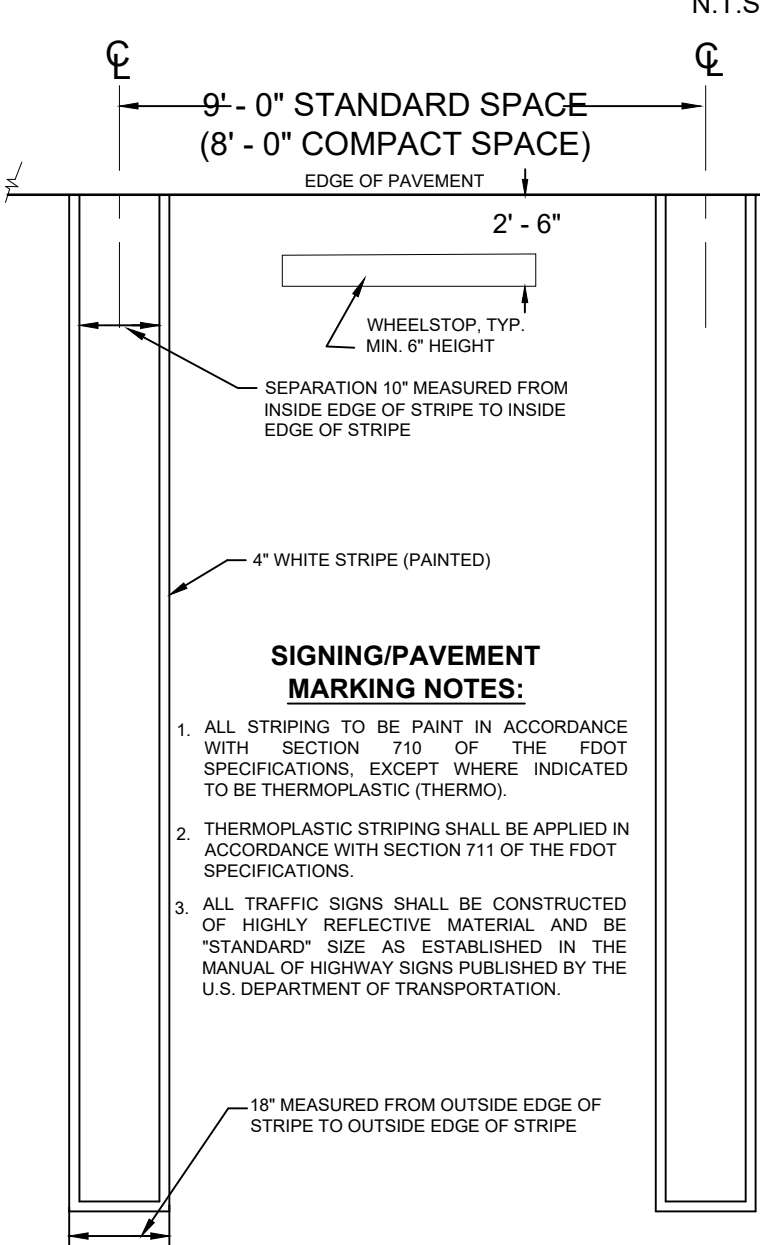 N.T.S
℄ ℄
9' - 0" STANDARD SPACE
(8' - 0" COMPACT SPACE)
EDGE OF PAVEMENT
2' - 6"
WHEELSTOP, TYP.
MIN. 6" HEIGHT
SEPARATION 10" MEASURED FROM
INSIDE EDGE OF STRIPE TO INSIDE
EDGE OF STRIPE
4" WHITE STRIPE (PAINTED)
SIGNING/PAVEMENT
MARKING NOTES:
1. ALL STRIPING TO BE PAINT IN ACCORDANCE
WITH SECTION 710 OF THE FDOT
SPECIFICATIONS, EXCEPT WHERE INDICATED
TO BE THERMOPLASTIC (THERMO).
2. THERMOPLASTIC STRIPING SHALL BE APPLIED IN
ACCORDANCE WITH SECTION 711 OF THE FDOT
SPECIFICATIONS.
3. ALL TRAFFIC SIGNS SHALL BE CONSTRUCTED
OF HIGHLY REFLECTIVE MATERIAL AND BE
"STANDARD" SIZE AS ESTABLISHED IN THE
MANUAL OF HIGHWAY SIGNS PUBLISHED BY THE
U.S. DEPARTMENT OF TRANSPORTATION.
18" MEASURED FROM OUTSIDE EDGE OF
STRIPE TO OUTSIDE EDGE OF STRIPE